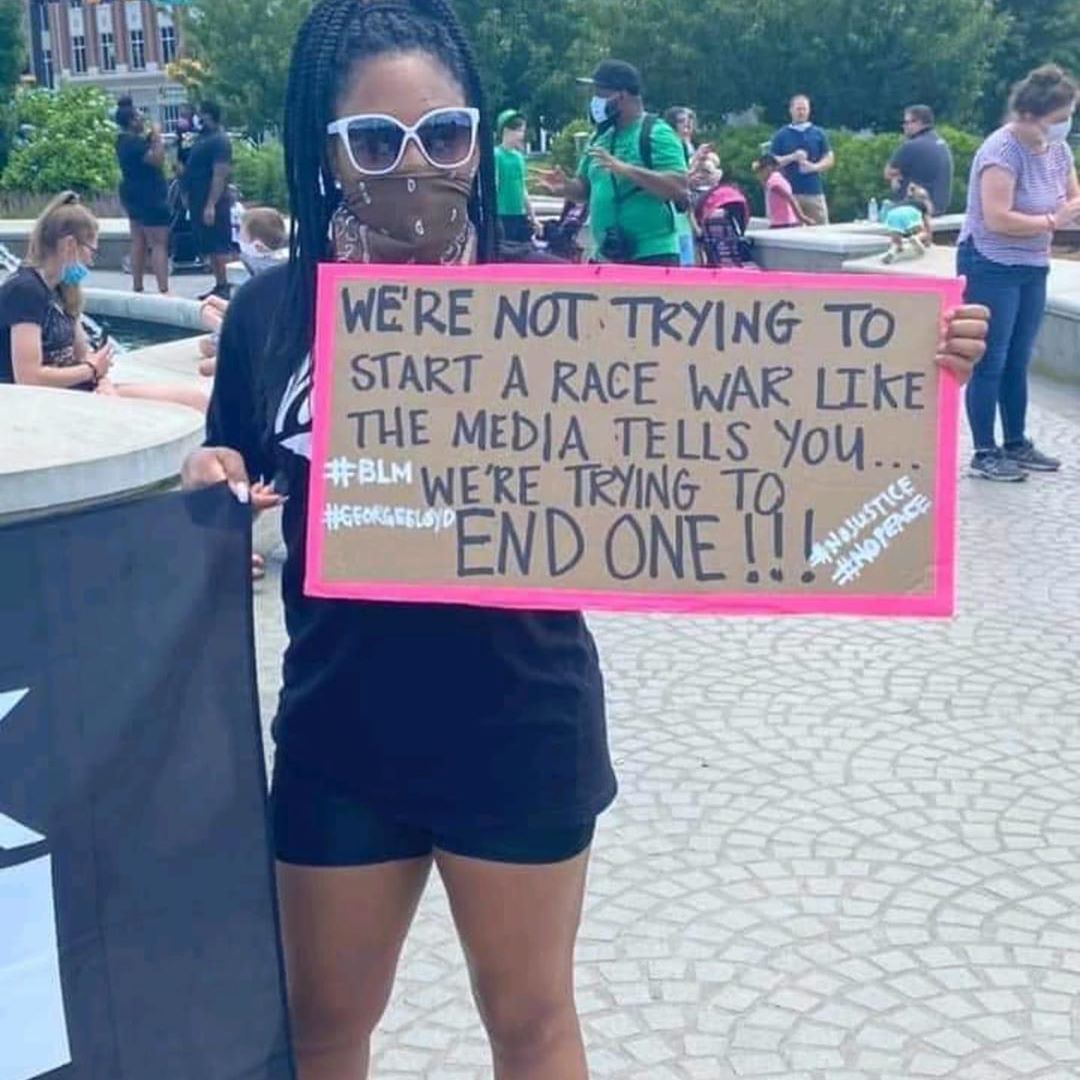 WE'RE NOT TRYING TO
START A RACE WAR LIKE
THE MEDIA TELLS YOU...
#BLM
WE'RE TRYING TO
#GEORGEFLOYD
END ONE!!!
#NOJUSTICE
#NOPEACE